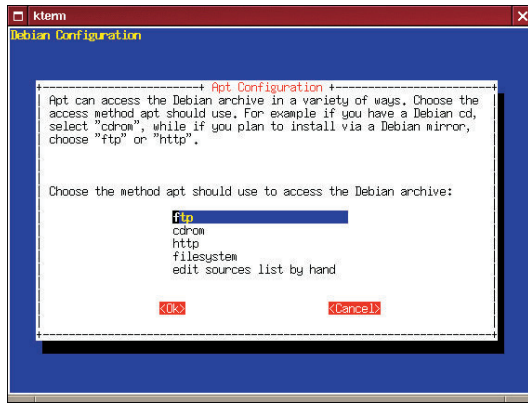 kterm
Debian Configuration
Apt Configuration
Apt can access the Debian archive in a variety of ways. Choose the
access method apt should use. For example if you have a Debian cd,
select "cdrom", while if you plan to install via a Debian mirror,
choose "ftp" or "http".
Choose the method apt should use to access the Debian archive:
ftp
cdrom
http
filesystem
edit sources list by hand
<Ok> <Cancel>